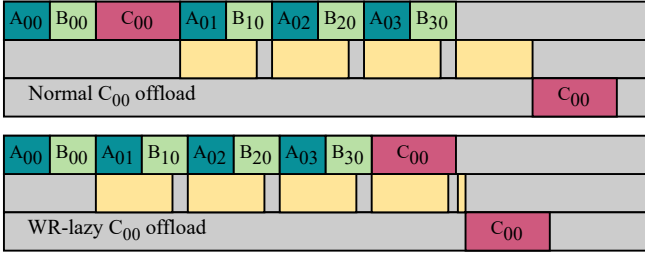 A00 B00 C00 A01 B10 A02 B20 A03 B30
Normal C00 offload
C00
A00 B00 A01 B10 A02 B20 A03 B30 C00
WR-lazy C00 offload
C00